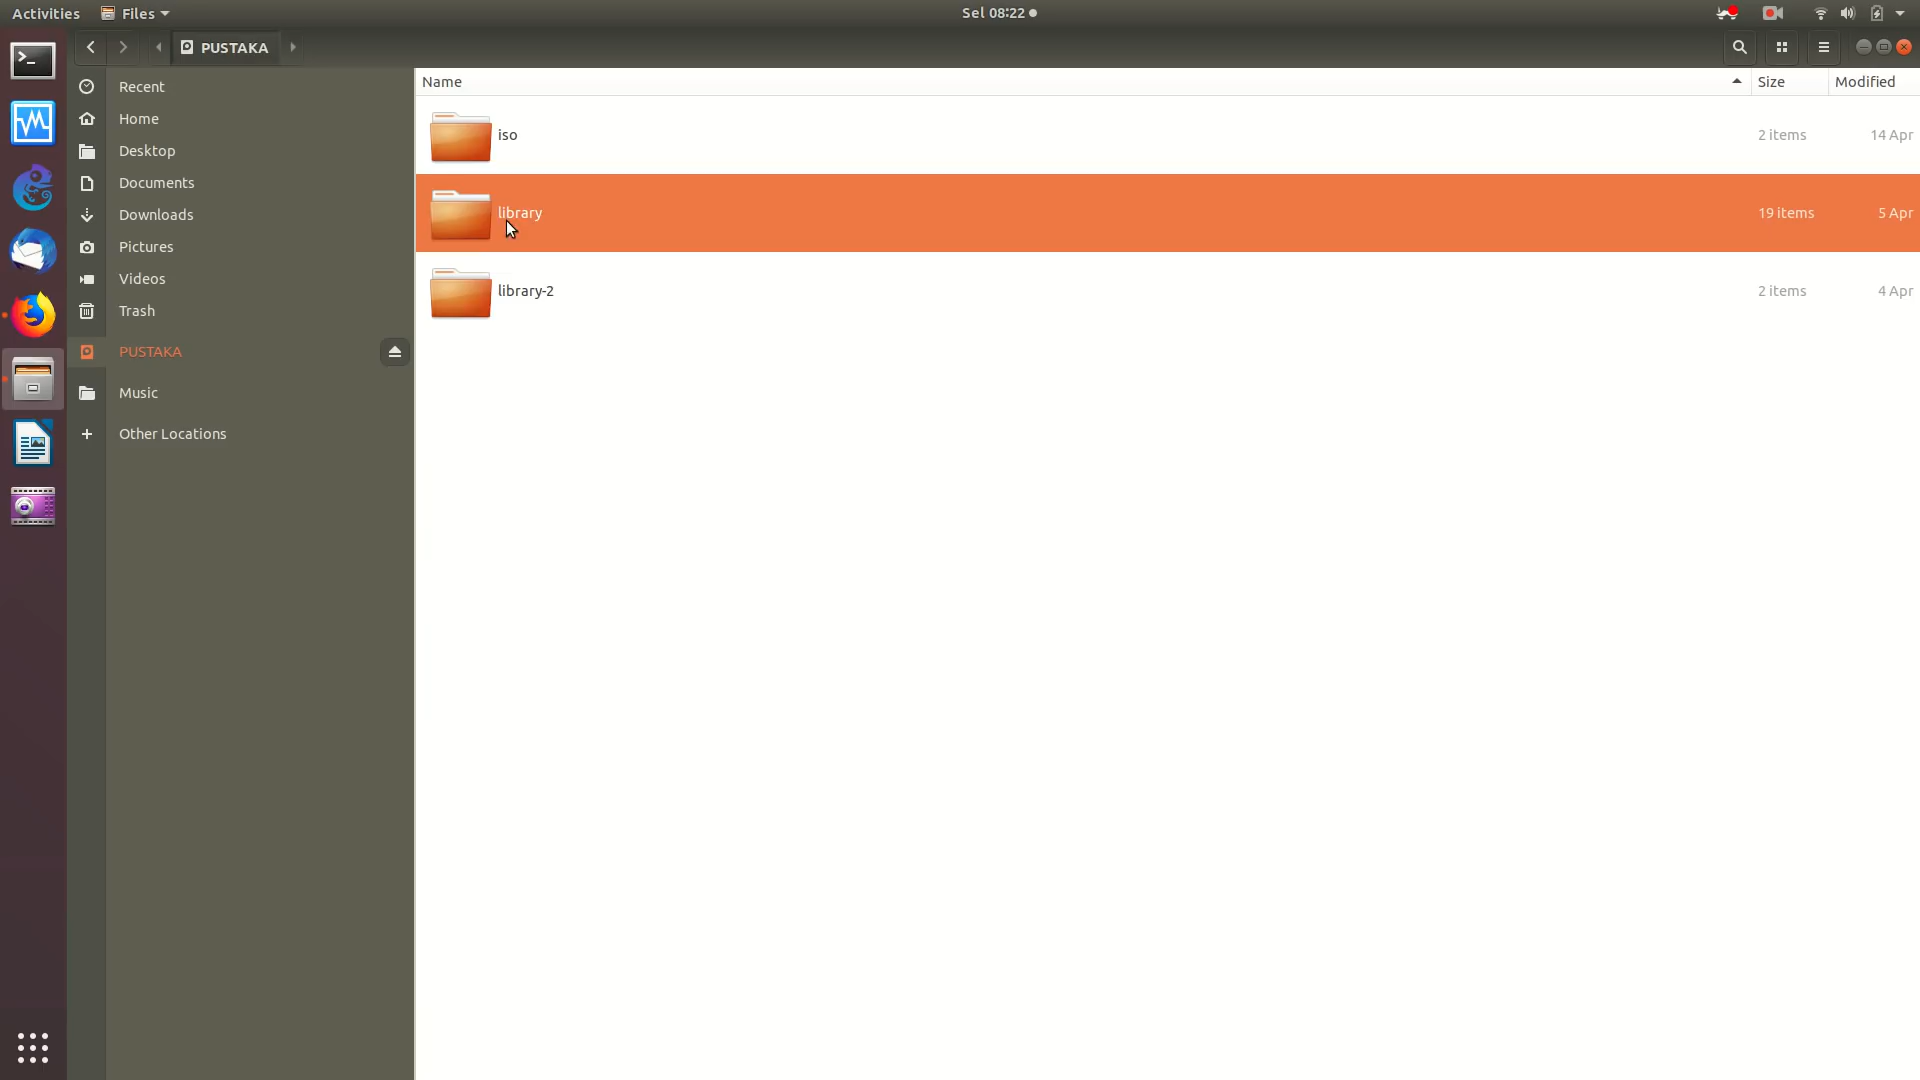 Activities Files Sel 08:22
PUSTAKA
Recent
Home
Desktop
Documents
Downloads
Pictures
Videos
Trash
PUSTAKA
Music
Other Locations
Name Size Modified
iso 2 items 14 Apr
library 19 items 5 Apr
library-2 2 items 4 Apr